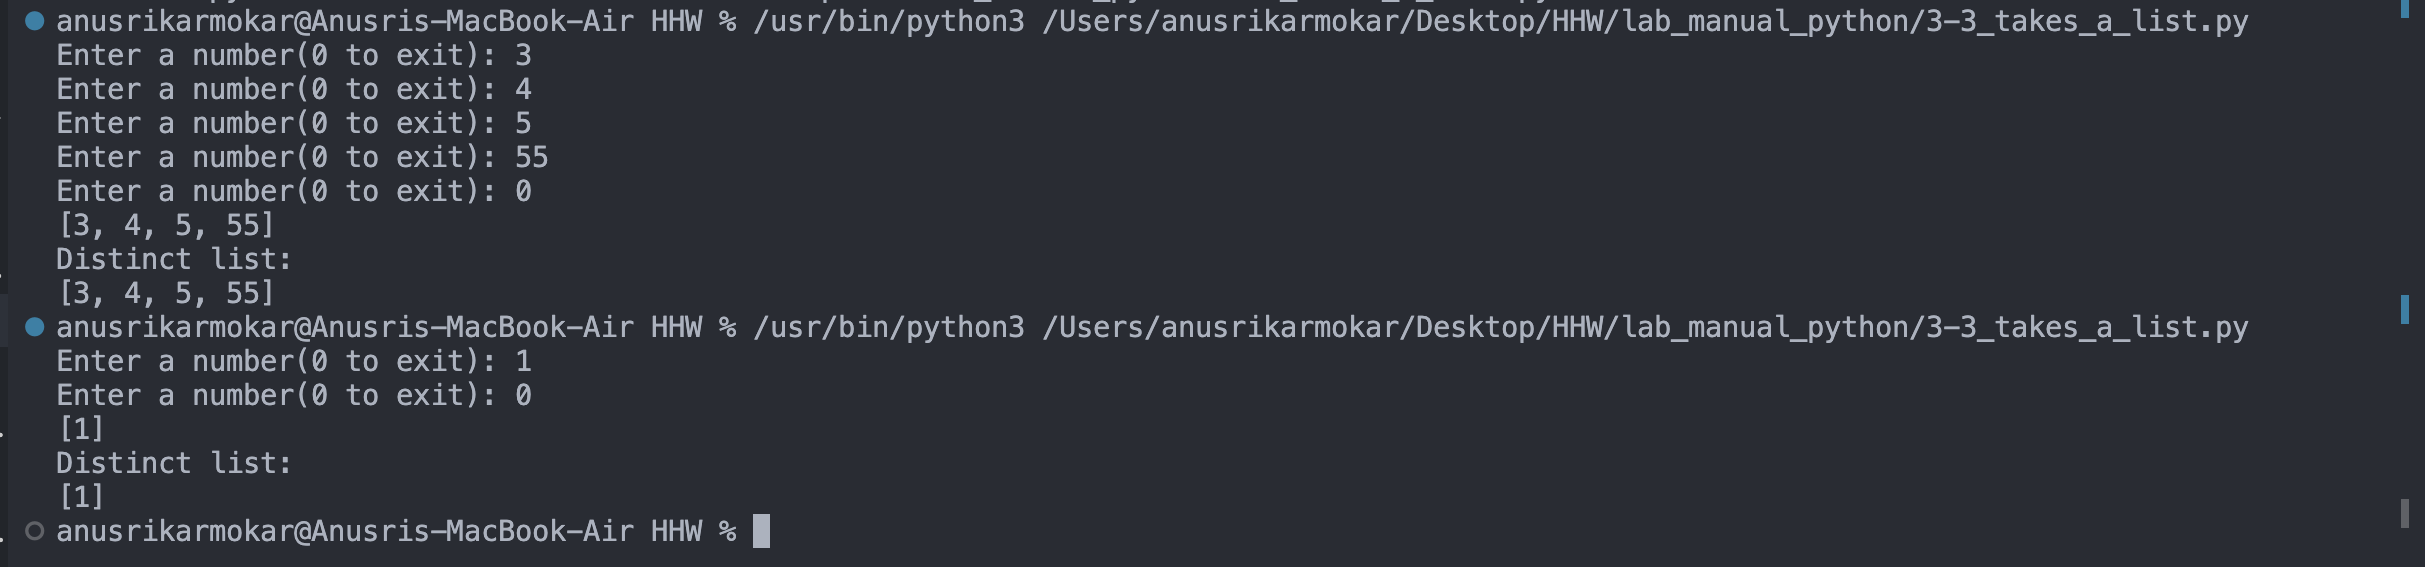 anusrikarmokar@Anusris-MacBook-Air HHW % /usr/bin/python3 /Users/anusrikarmokar/Desktop/HHW/lab_manual_python/3-3_takes_a_list.py
Enter a number(0 to exit): 3
Enter a number(0 to exit): 4
Enter a number(0 to exit): 5
Enter a number(0 to exit): 55
Enter a number(0 to exit): 0
[3, 4, 5, 55]
Distinct list:
[3, 4, 5, 55]
anusrikarmokar@Anusris-MacBook-Air HHW % /usr/bin/python3 /Users/anusrikarmokar/Desktop/HHW/lab_manual_python/3-3_takes_a_list.py
Enter a number(0 to exit): 1
Enter a number(0 to exit): 0
[1]
Distinct list:
[1]
anusrikarmokar@Anusris-MacBook-Air HHW %